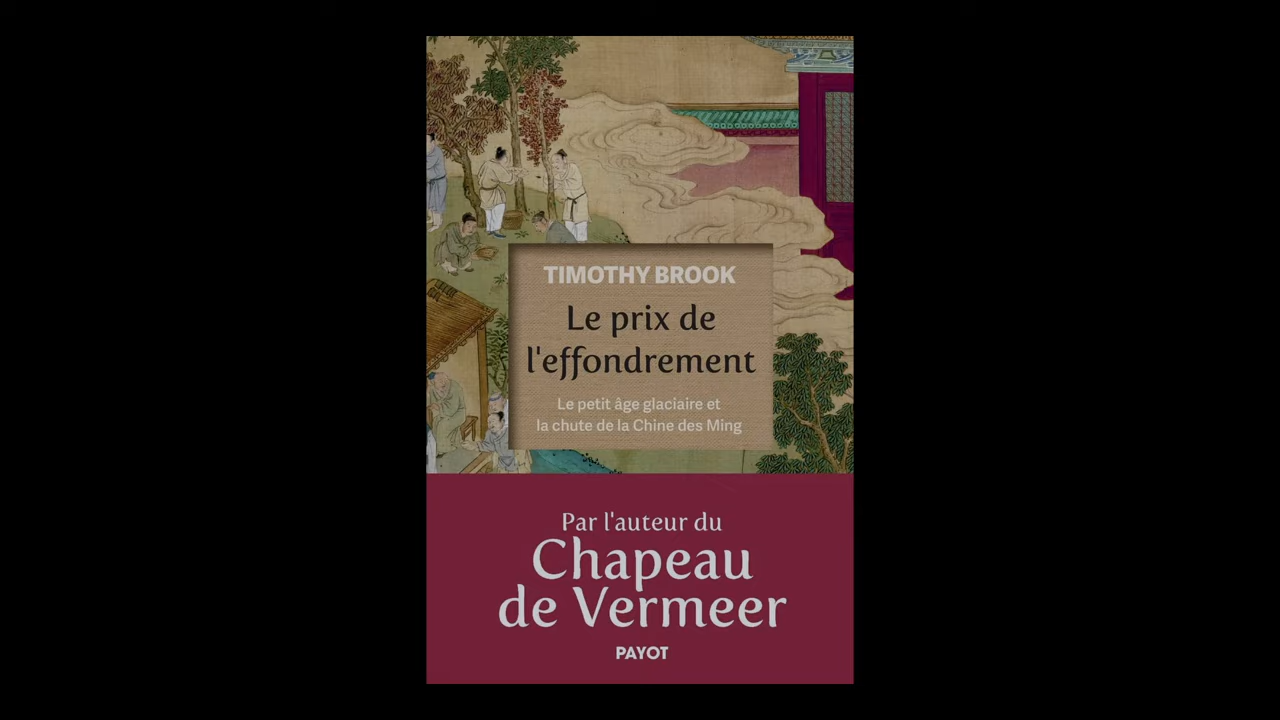 TIMOTHY BROOK
Le prix de
l'effondrement
Le petit âge glaciaire et
la chute de la Chine des Ming
Par l'auteur du
Chapeau
de Vermeer
PAYOT